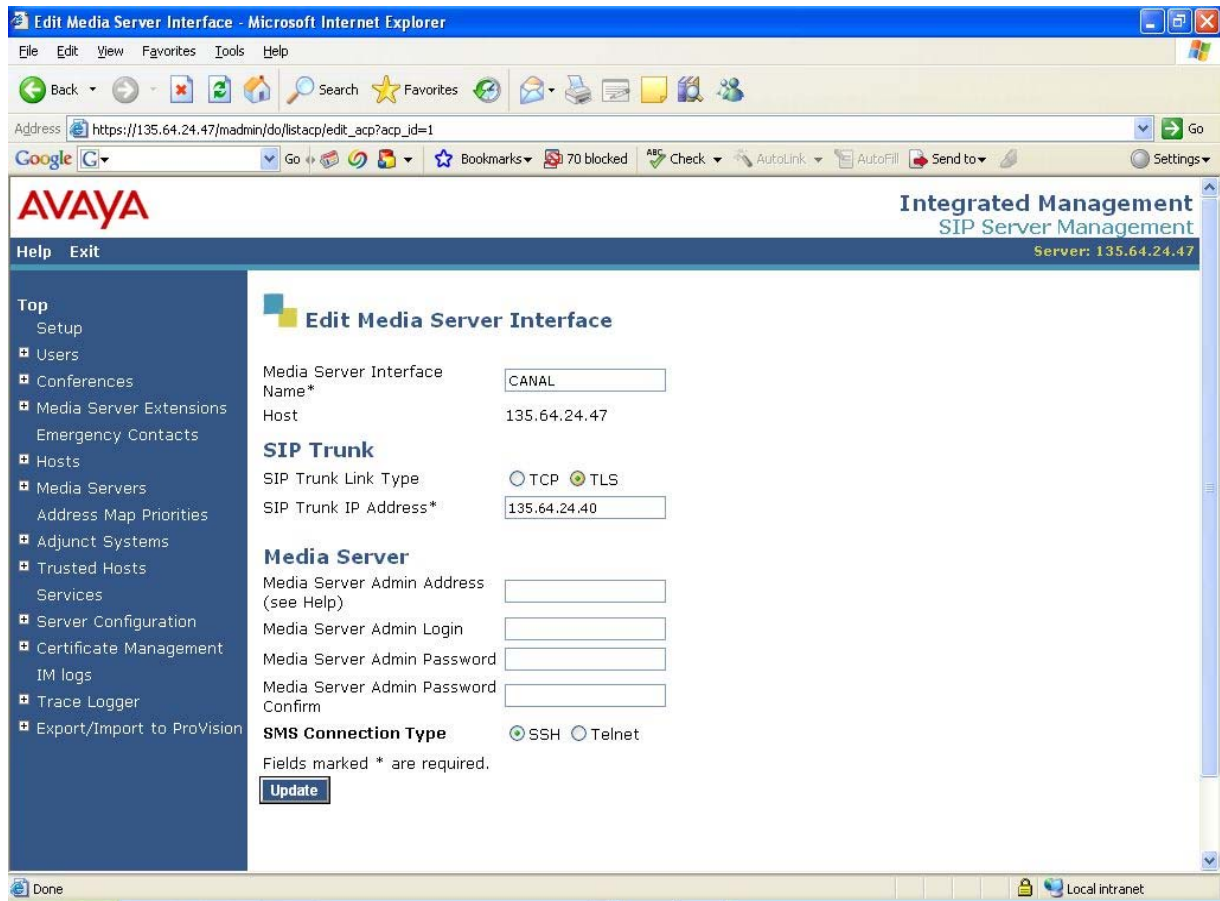 Edit Media Server Interface - Microsoft Internet Explorer
File Edit View Favorites Tools Help
Back Search Favorites
Address https://135.64.24.47/madmin/do/listacp/edit_acp?acp_id=1 Go
Google G Go Bookmarks 70 blocked ABC Check AutoLink AutoFill Send to Settings
AVAYA
Integrated Management
SIP Server Management
Help Exit
Server: 135.64.24.47
Top
Setup
Users
Conferences
Media Server Extensions
Emergency Contacts
Hosts
Media Servers
Address Map Priorities
Adjunct Systems
Trusted Hosts
Services
Server Configuration
Certificate Management
IM logs
Trace Logger
Export/Import to ProVision
Edit Media Server Interface
Media Server Interface
Name*
CANAL
Host 135.64.24.47
SIP Trunk
SIP Trunk Link Type TCP TLS
SIP Trunk IP Address* 135.64.24.40
Media Server
Media Server Admin Address
(see Help)
Media Server Admin Login
Media Server Admin Password
Media Server Admin Password
Confirm
SMS Connection Type SSH Telnet
Fields marked * are required.
Update
Done Local intranet